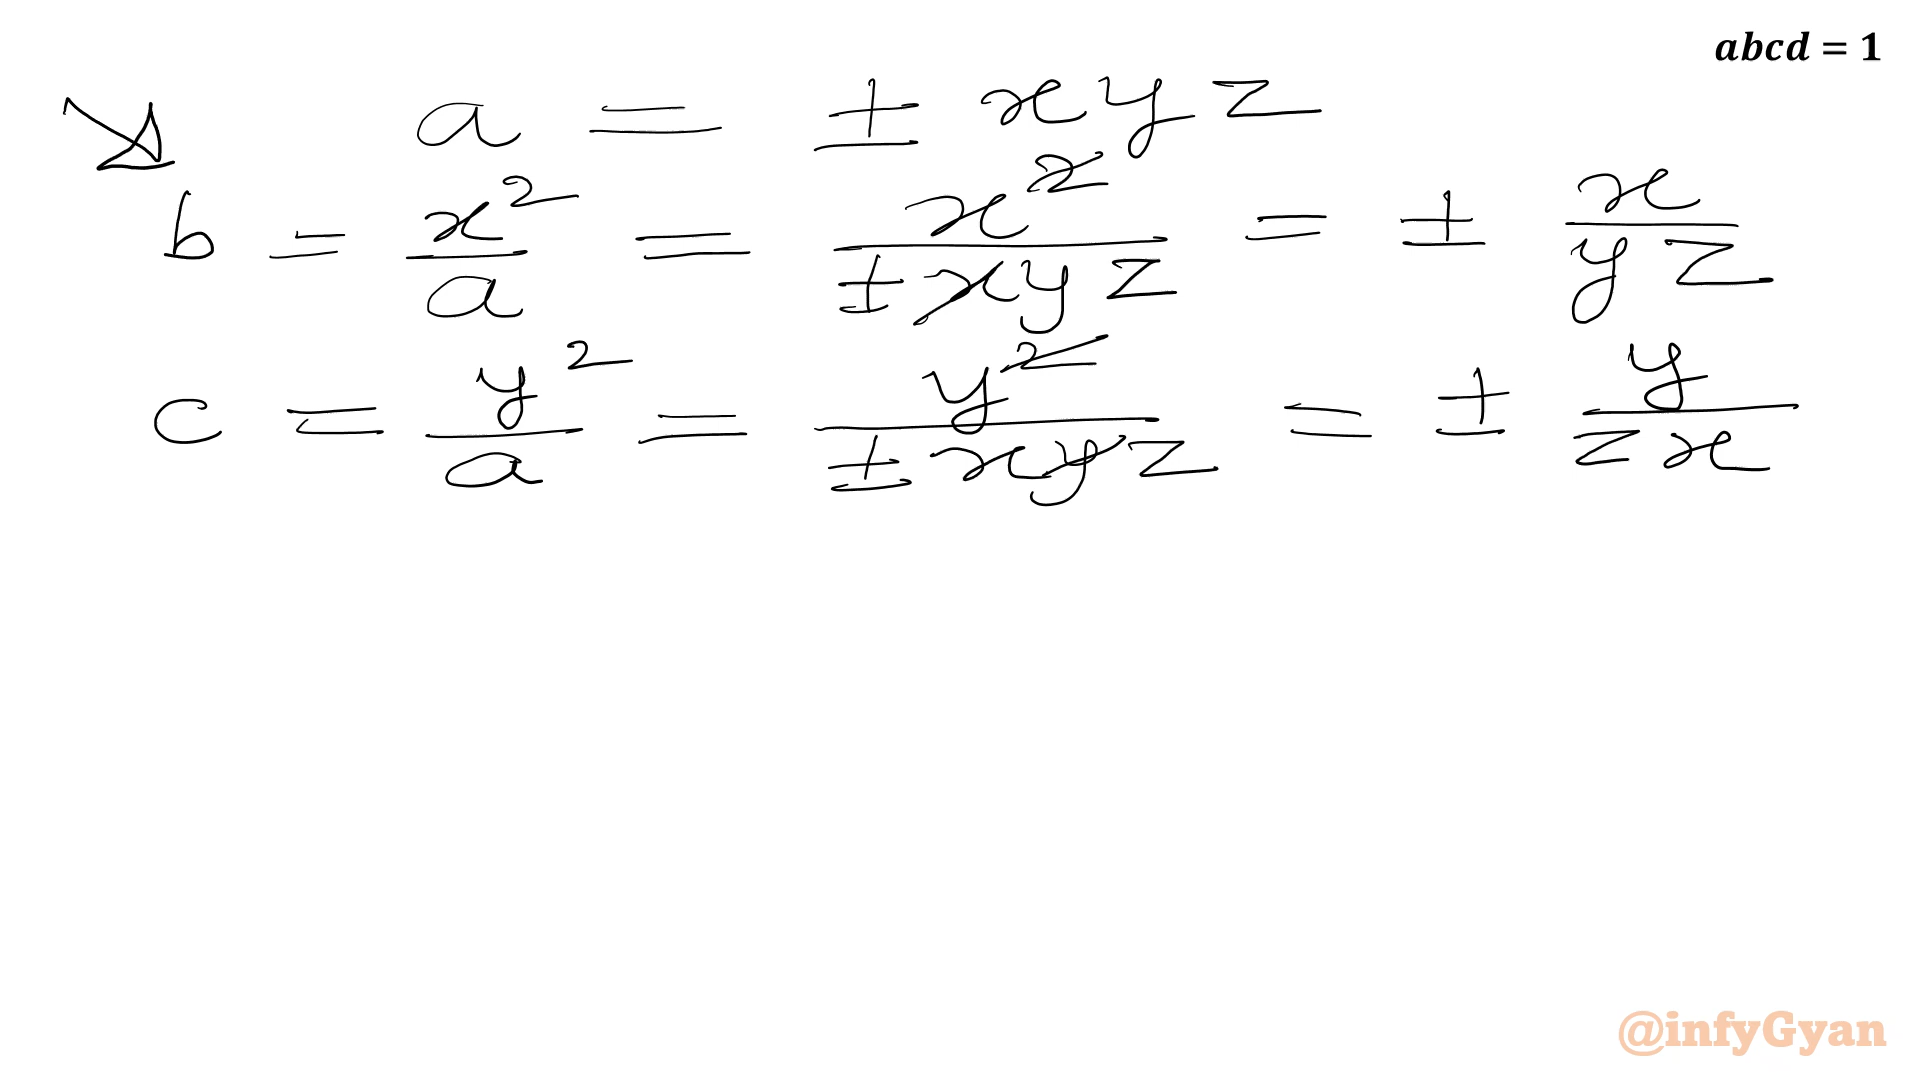 abcd = 1
a = ± xyz
b = x²/a = x²/±xyz = ± x/yz
c = y²/a = y²/±xyz = ± y/zx
@infyGyan